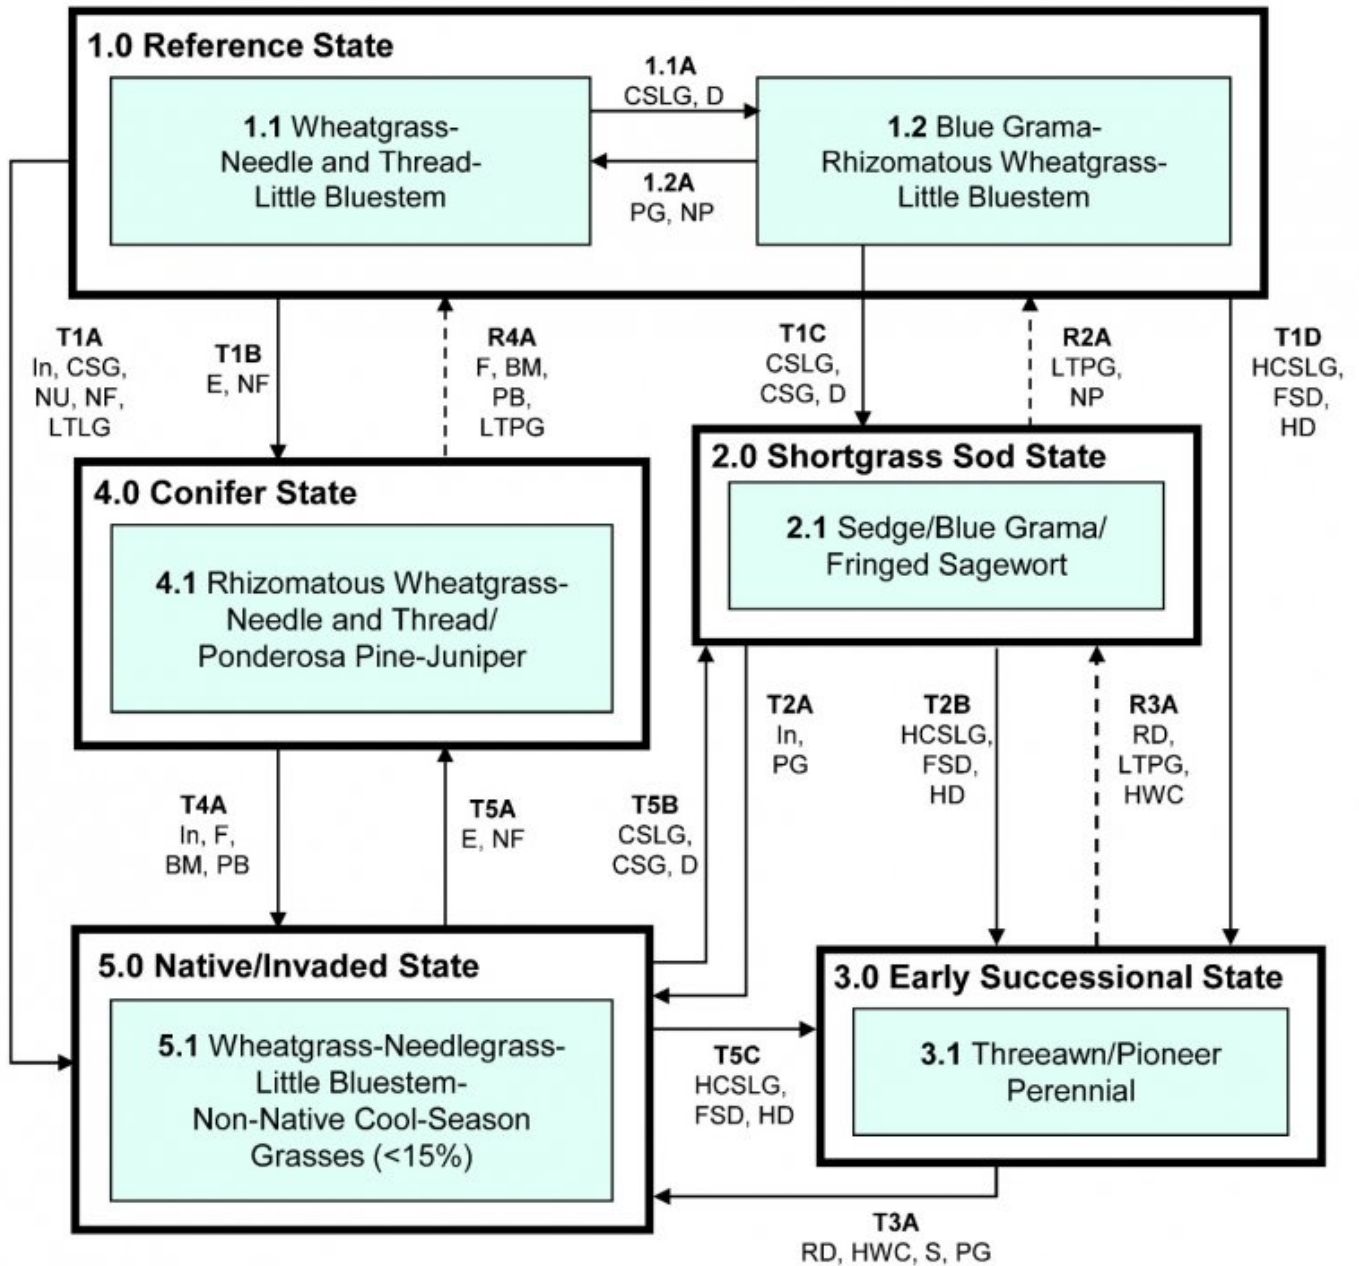 1.0 Reference State
1.1 Wheatgrass-
Needle and Thread-
Little Bluestem
1.1A
CSLG, D
1.2A
PG, NP
1.2 Blue Grama-
Rhizomatous Wheatgrass-
Little Bluestem
T1A
In, CSG,
NU, NF,
LTLG
T1B
E, NF
R4A
F, BM,
PB,
LTPG
T1C
CSLG,
CSG, D
R2A
LTPG,
NP
T1D
HCSLG,
FSD,
HD
4.0 Conifer State
4.1 Rhizomatous Wheatgrass-
Needle and Thread/
Ponderosa Pine-Juniper
2.0 Shortgrass Sod State
2.1 Sedge/Blue Grama/
Fringed Sagewort
T4A
In, F,
BM, PB
T5A
E, NF
T5B
CSLG,
CSG, D
T2A
In,
PG
T2B
HCSLG,
FSD,
HD
R3A
RD,
LTPG,
HWC
5.0 Native/Invaded State
5.1 Wheatgrass-Needlegrass-
Little Bluestem-
Non-Native Cool-Season
Grasses (<15%)
T5C
HCSLG,
FSD, HD
3.0 Early Successional State
3.1 Threeawn/Pioneer
Perennial
T3A
RD, HWC, S, PG